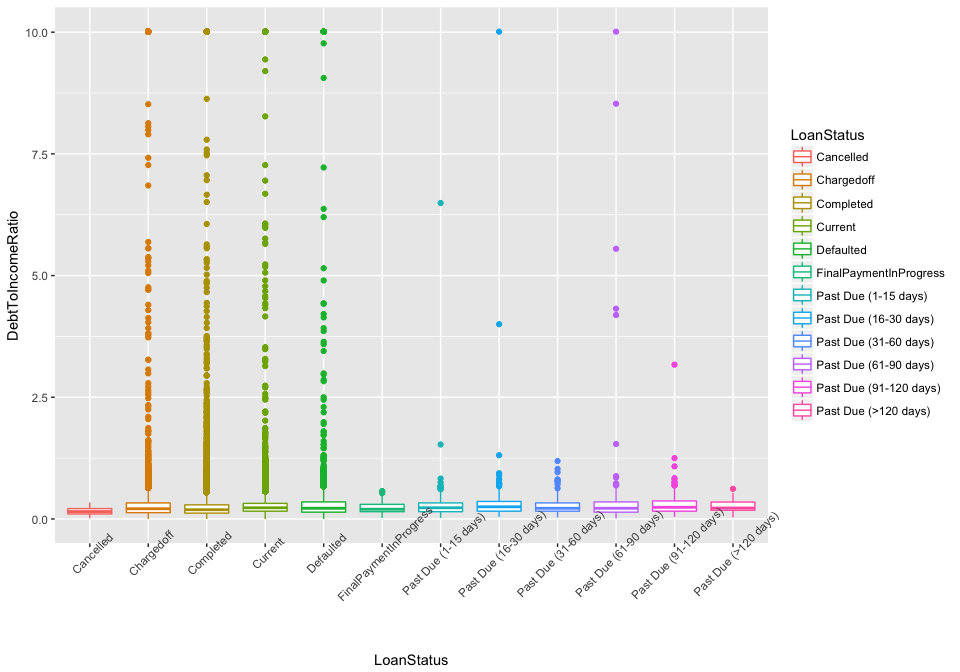 10.0
7.5
5.0
2.5
0.0
DebtToIncomeRatio
Cancelled
Chargedoff
Completed
Current
Defaulted
FinalPaymentInProgress
Past Due (1-15 days)
Past Due (16-30 days)
Past Due (31-60 days)
Past Due (61-90 days)
Past Due (91-120 days)
Past Due (>120 days)
LoanStatus
LoanStatus
Cancelled
Chargedoff
Completed
Current
Defaulted
FinalPaymentInProgress
Past Due (1-15 days)
Past Due (16-30 days)
Past Due (31-60 days)
Past Due (61-90 days)
Past Due (91-120 days)
Past Due (>120 days)